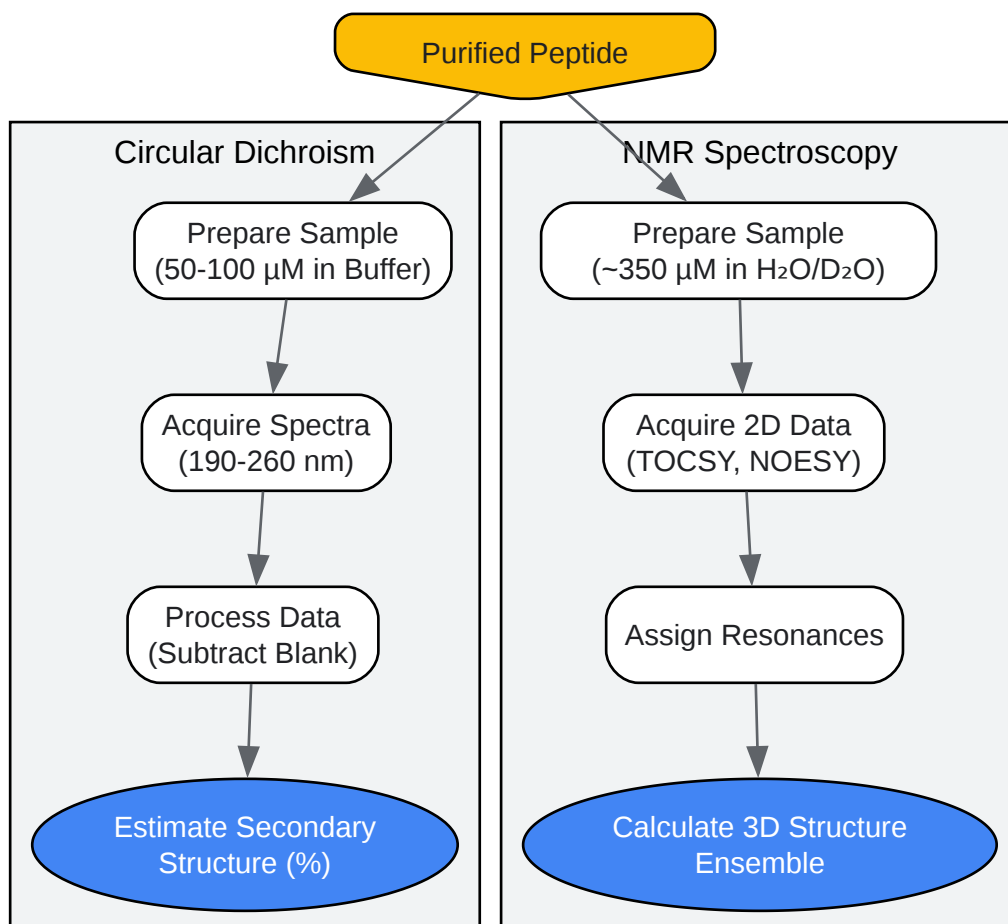 Purified Peptide
Circular Dichroism
Prepare Sample
(50-100 µM in Buffer)
Acquire Spectra
(190-260 nm)
Process Data
(Subtract Blank)
Estimate Secondary
Structure (%)
NMR Spectroscopy
Prepare Sample
(~350 µM in H₂O/D₂O)
Acquire 2D Data
(TOCSY, NOESY)
Assign Resonances
Calculate 3D Structure
Ensemble